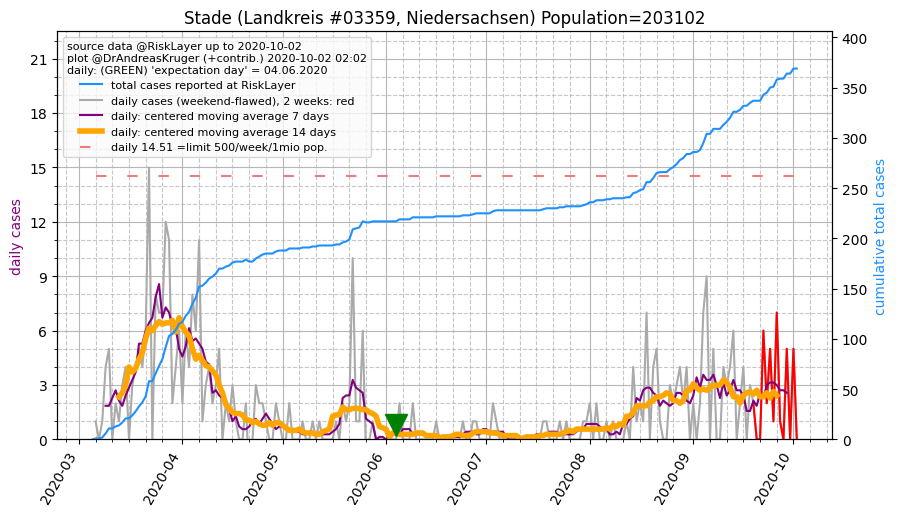 Stade (Landkreis #03359, Niedersachsen) Population=203102
source data @RiskLayer up to 2020-10-02
plot @DrAndreasKruger (+contrib.) 2020-10-02 02:02
daily: (GREEN) 'expectation day' = 04.06.2020
total cases reported at RiskLayer
daily cases (weekend-flawed), 2 weeks: red
daily: centered moving average 7 days
daily: centered moving average 14 days
daily 14.51 =limit 500/week/1mio pop.
daily cases
21
18
15
12
9
6
3
0
cumulative total cases
400
350
300
250
200
150
100
50
0
2020-03
2020-04
2020-05
2020-06
2020-07
2020-08
2020-09
2020-10